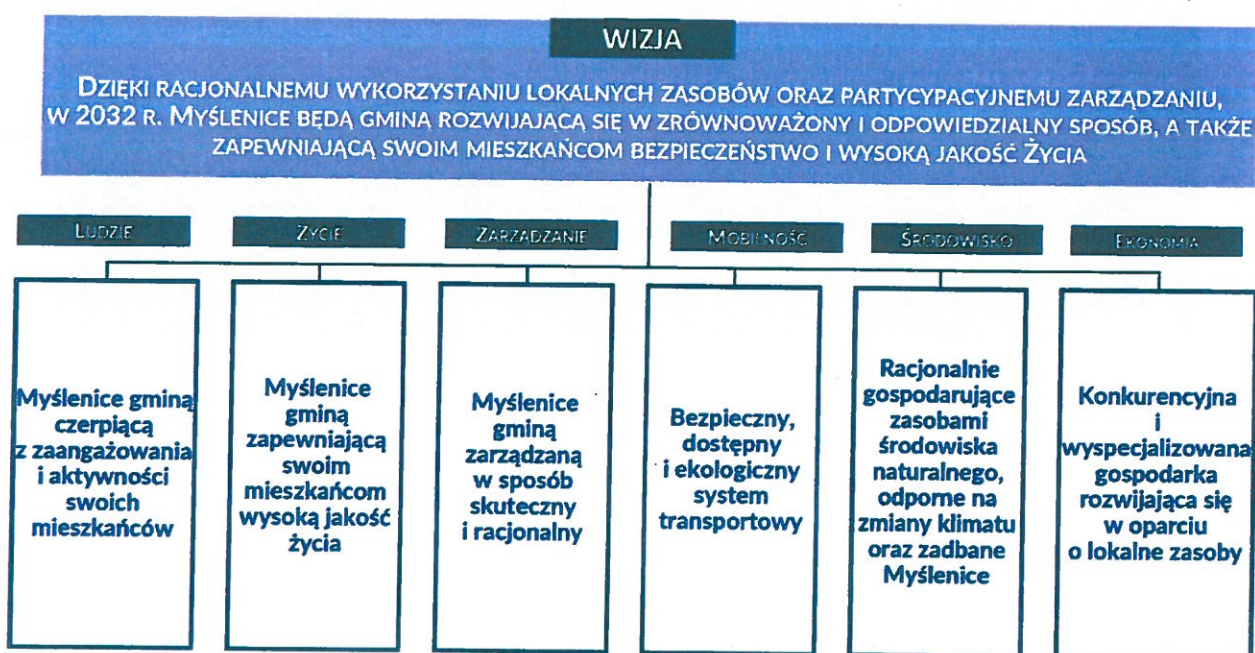 WIZJA
DZIĘKI RACJONALNEMU WYKORZYSTANIU LOKALNYCH ZASOBÓW ORAZ PARTYCYPACYJNEMU ZARZĄDZANIU,
W 2032 R. MYŚLENICE BĘDĄ GMINĄ ROZWIJAJĄCĄ SIĘ W ZRÓWNOWAŻONY I ODPOWIEDZIALNY SPOSÓB, A TAKŻE
ZAPEWNIAJĄCĄ SWOIM MIESZKAŃCOM BEZPIECZEŃSTWO I WYSOKĄ JAKOŚĆ ŻYCIA
LUDZIE
ŻYCIE
ZARZĄDZANIE
MOBILNOŚĆ
ŚRODOWISKO
EKONOMIA
Myślenice gminą
czerpiącą
z zaangażowania
i aktywności
swoich
mieszkańców
Myślenice
gminą
zapewniającą
swoim
mieszkańcom
wysoką jakość
życia
Myślenice
gminą
zarządzaną
w sposób
skuteczny
i racjonalny
Bezpieczny,
dostępny
i ekologiczny
system
transportowy
Racjonalnie
gospodarujące
zasobami
środowiska
naturalnego,
odporne na
zmiany klimatu
oraz zadbane
Myślenice
Konkurencyjna
i
wyspecjalizowana
gospodarka
rozwijająca się
w oparciu
o lokalne zasoby